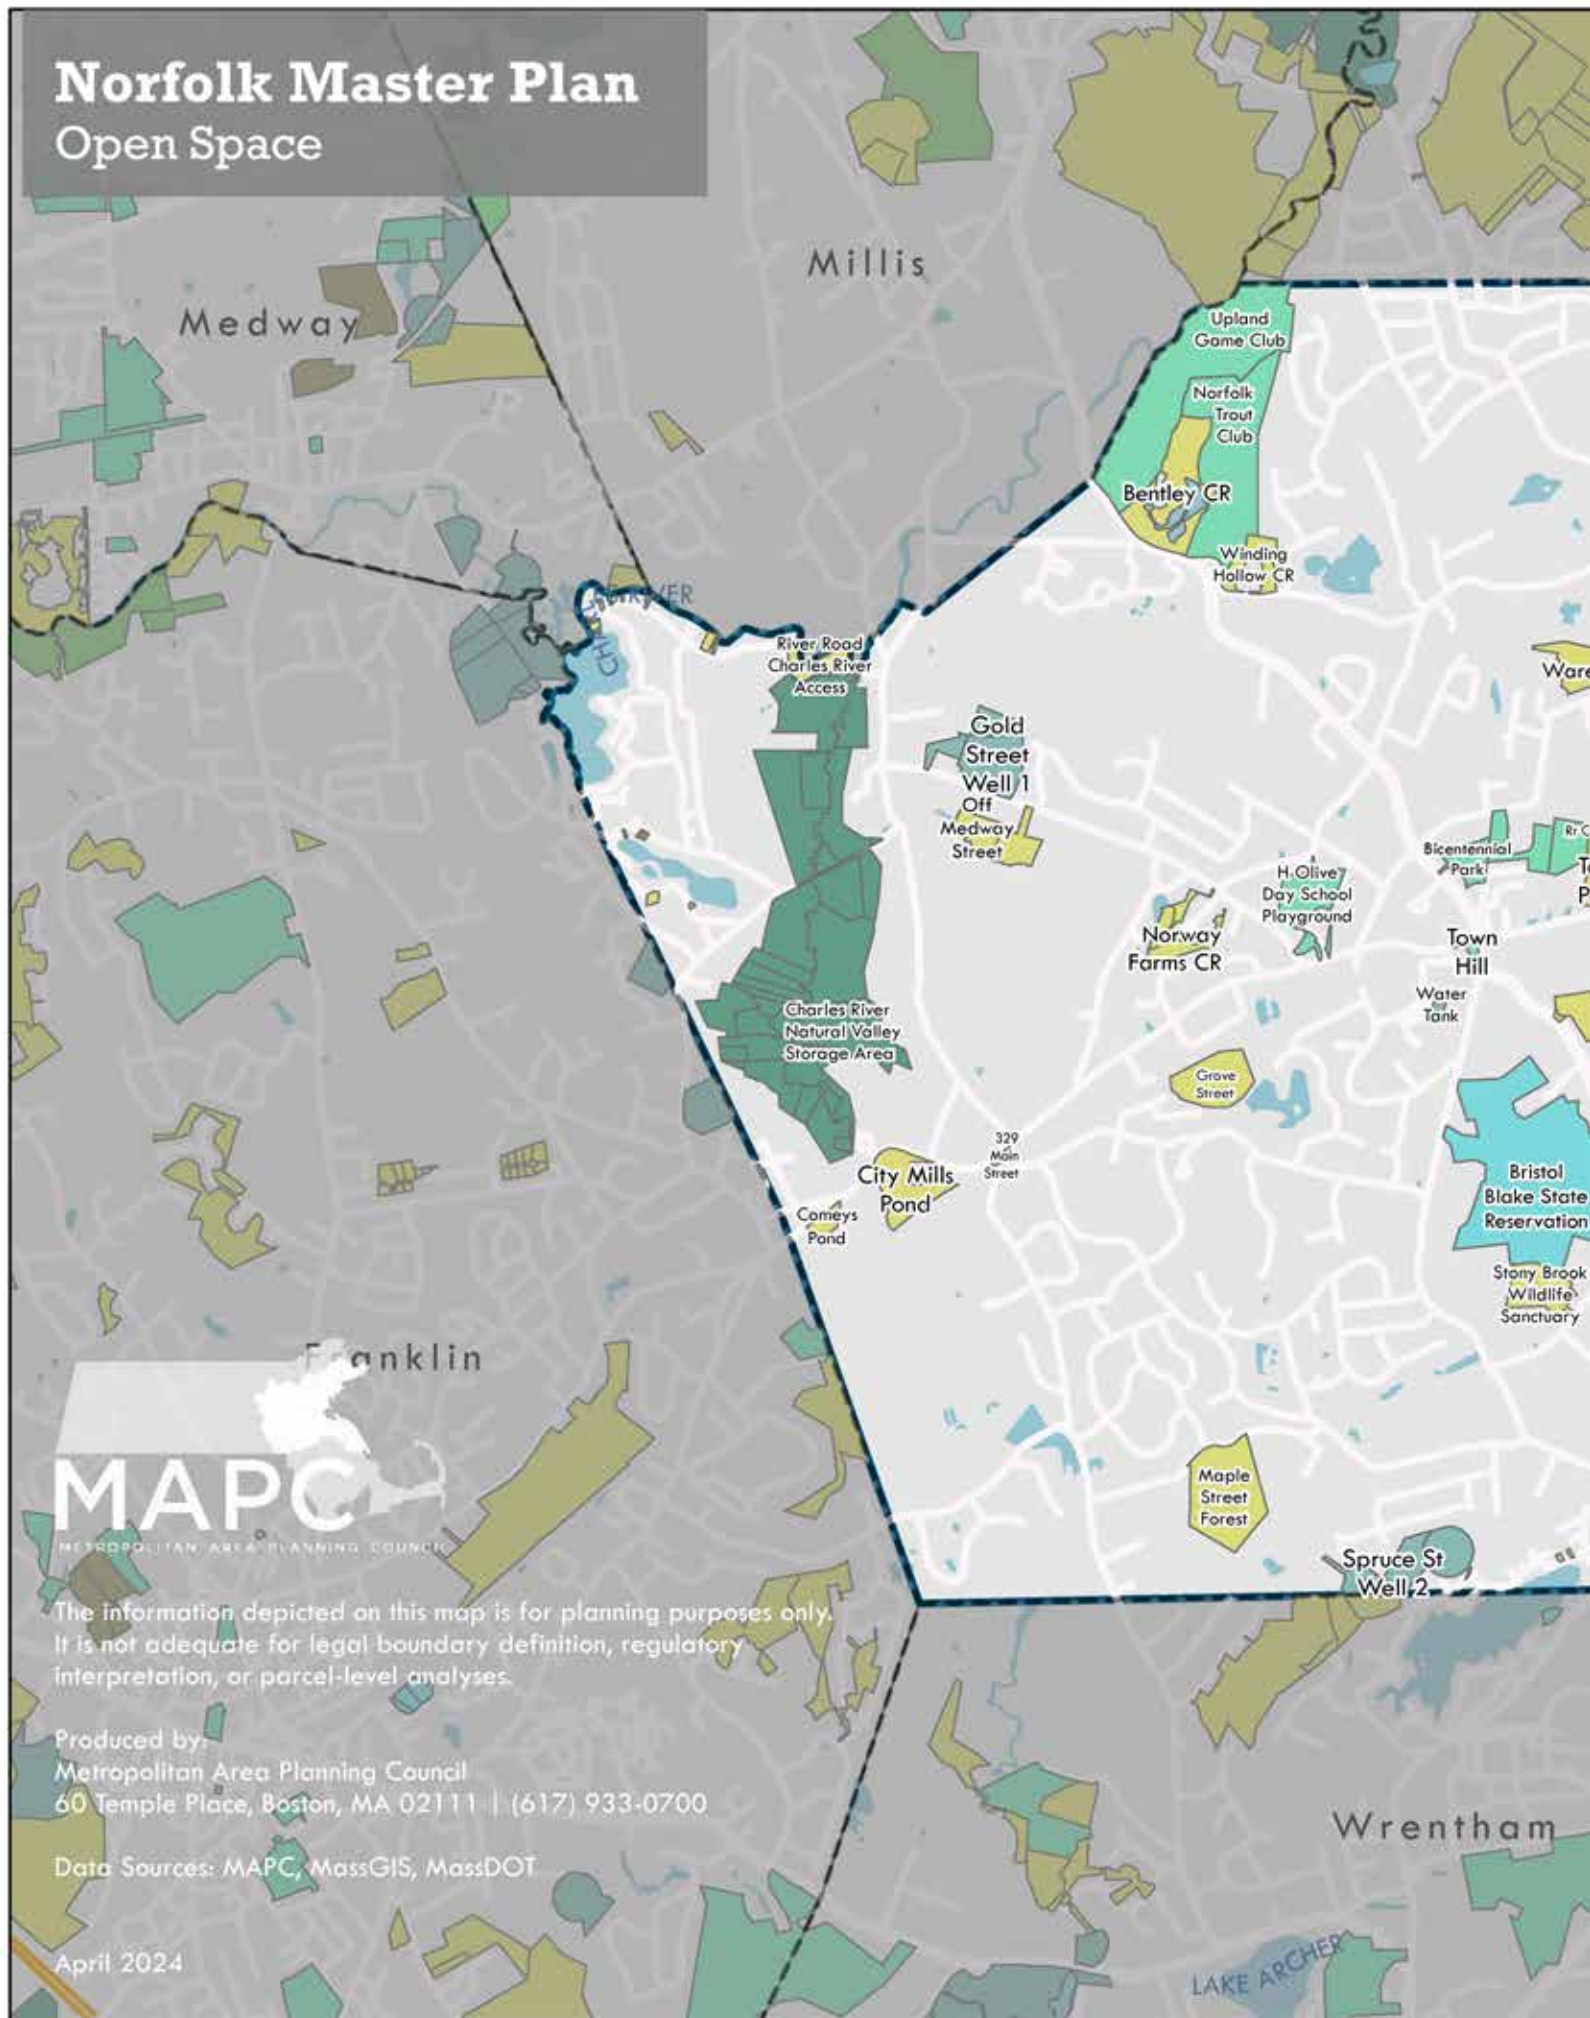 Norfolk Master Plan
Open Space
Millis
Medway
Upland
Game Club
Norfolk
Trout
Club
Bentley CR
Winding
Hollow CR
RIVER
CH
River Road
Charles River
Access
Ware
Gold
Street
Well 1
Off
Medway
Street
Bicentennial
Park
Rr C
H Olive
Day School
Playground
Norway
Farms CR
Town
Hill
Water
Tank
Charles River
Natural Valley
Storage Area
Grove
Street
329
Main
Street
City Mills
Pond
Comeys
Pond
Bristol
Blake State
Reservation
Stony Brook
Wildlife
Sanctuary
Franklin
MAPC
METROPOLITAN AREA PLANNING COUNCIL
Maple
Street
Forest
Spruce St
Well 2
The information depicted on this map is for planning purposes only.
It is not adequate for legal boundary definition, regulatory
interpretation, or parcel-level analyses.
Produced by:
Metropolitan Area Planning Council
60 Temple Place, Boston, MA 02111 | (617) 933-0700
Data Sources: MAPC, MassGIS, MassDOT
April 2024
Wrentham
LAKE ARCHER